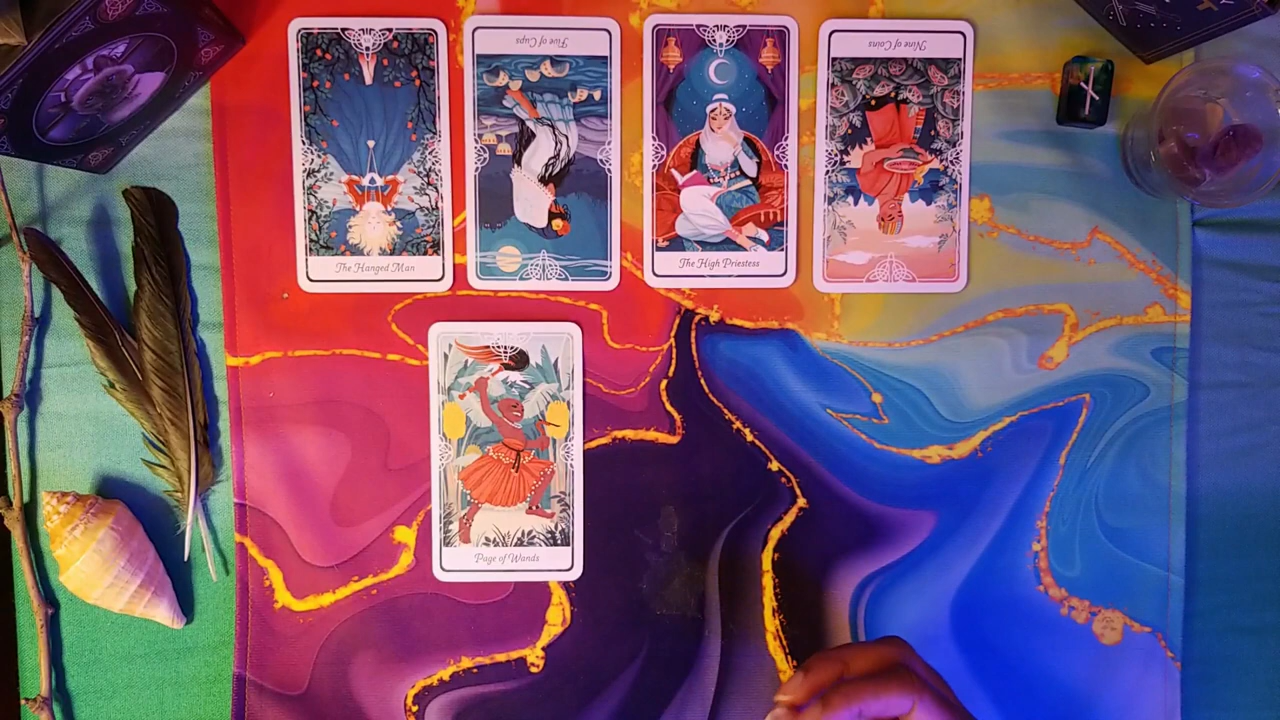 The Hanged Man
Five of Cups
The High Priestess
Nine of Coins
Page of Wands